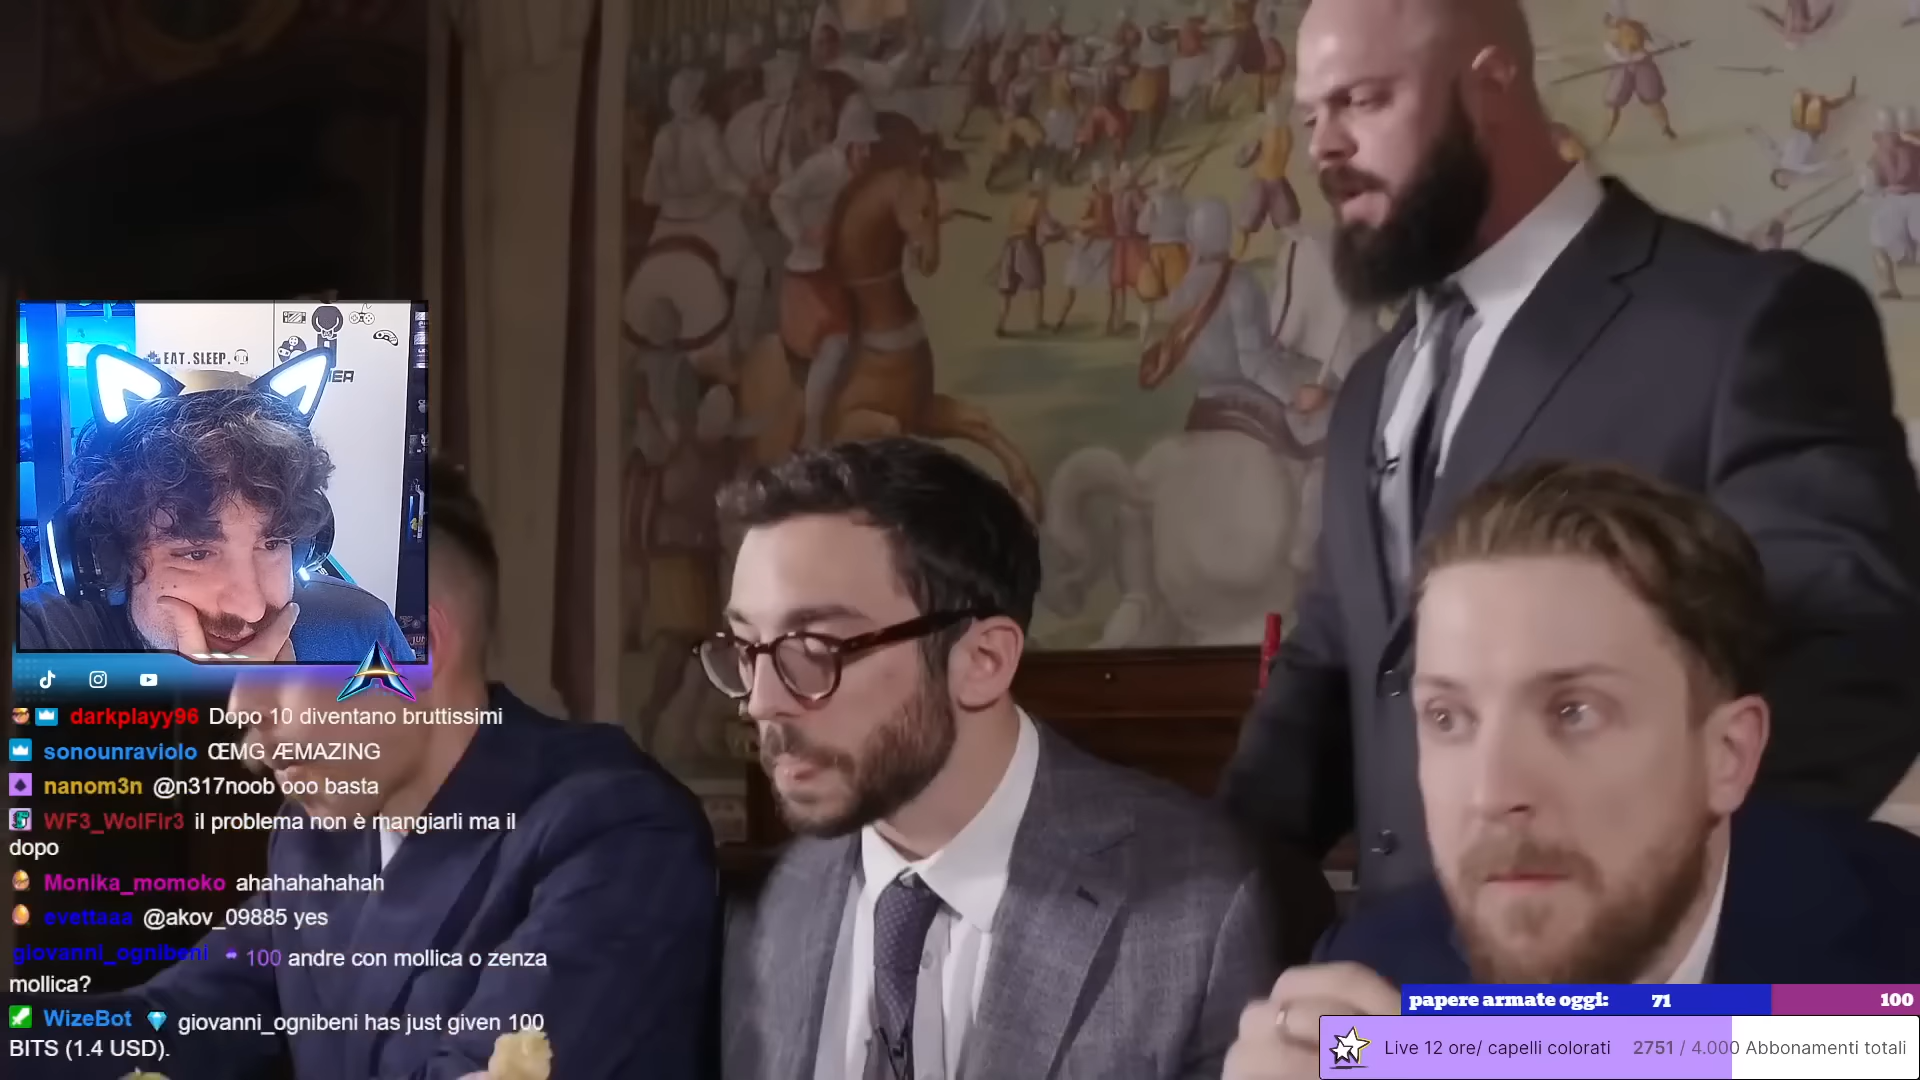 EAT.SLEEP.
darkplayy96 Dopo 10 diventano bruttissimi
sonounraviolo ŒMG ÆMAZING
nanom3n @n317noob ooo basta
WF3_WolFIr3 il problema non è mangiarli ma il
dopo
Monika_momoko ahahahahahah
evettaaa @akov_09885 yes
giovanni_ognibeni 100 andre con mollica o zenza
mollica?
WizeBot giovanni_ognibeni has just given 100
BITS (1.4 USD).
papere armate oggi: 71 100
Live 12 ore/ capelli colorati 2751 / 4.000 Abbonamenti totali